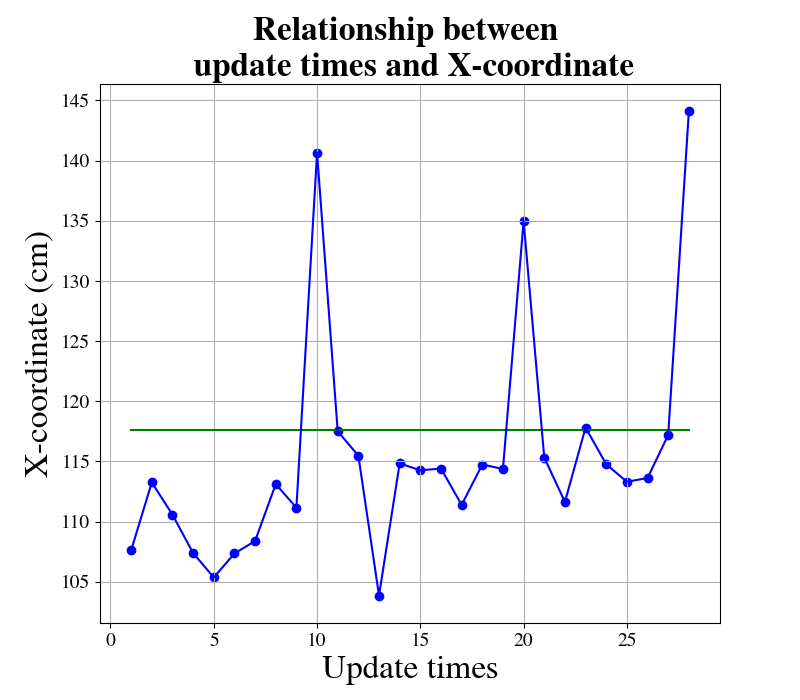 Relationship between
update times and X-coordinate
145
140
135
130
125
120
115
110
105
X-coordinate (cm)
0 5 10 15 20 25
Update times